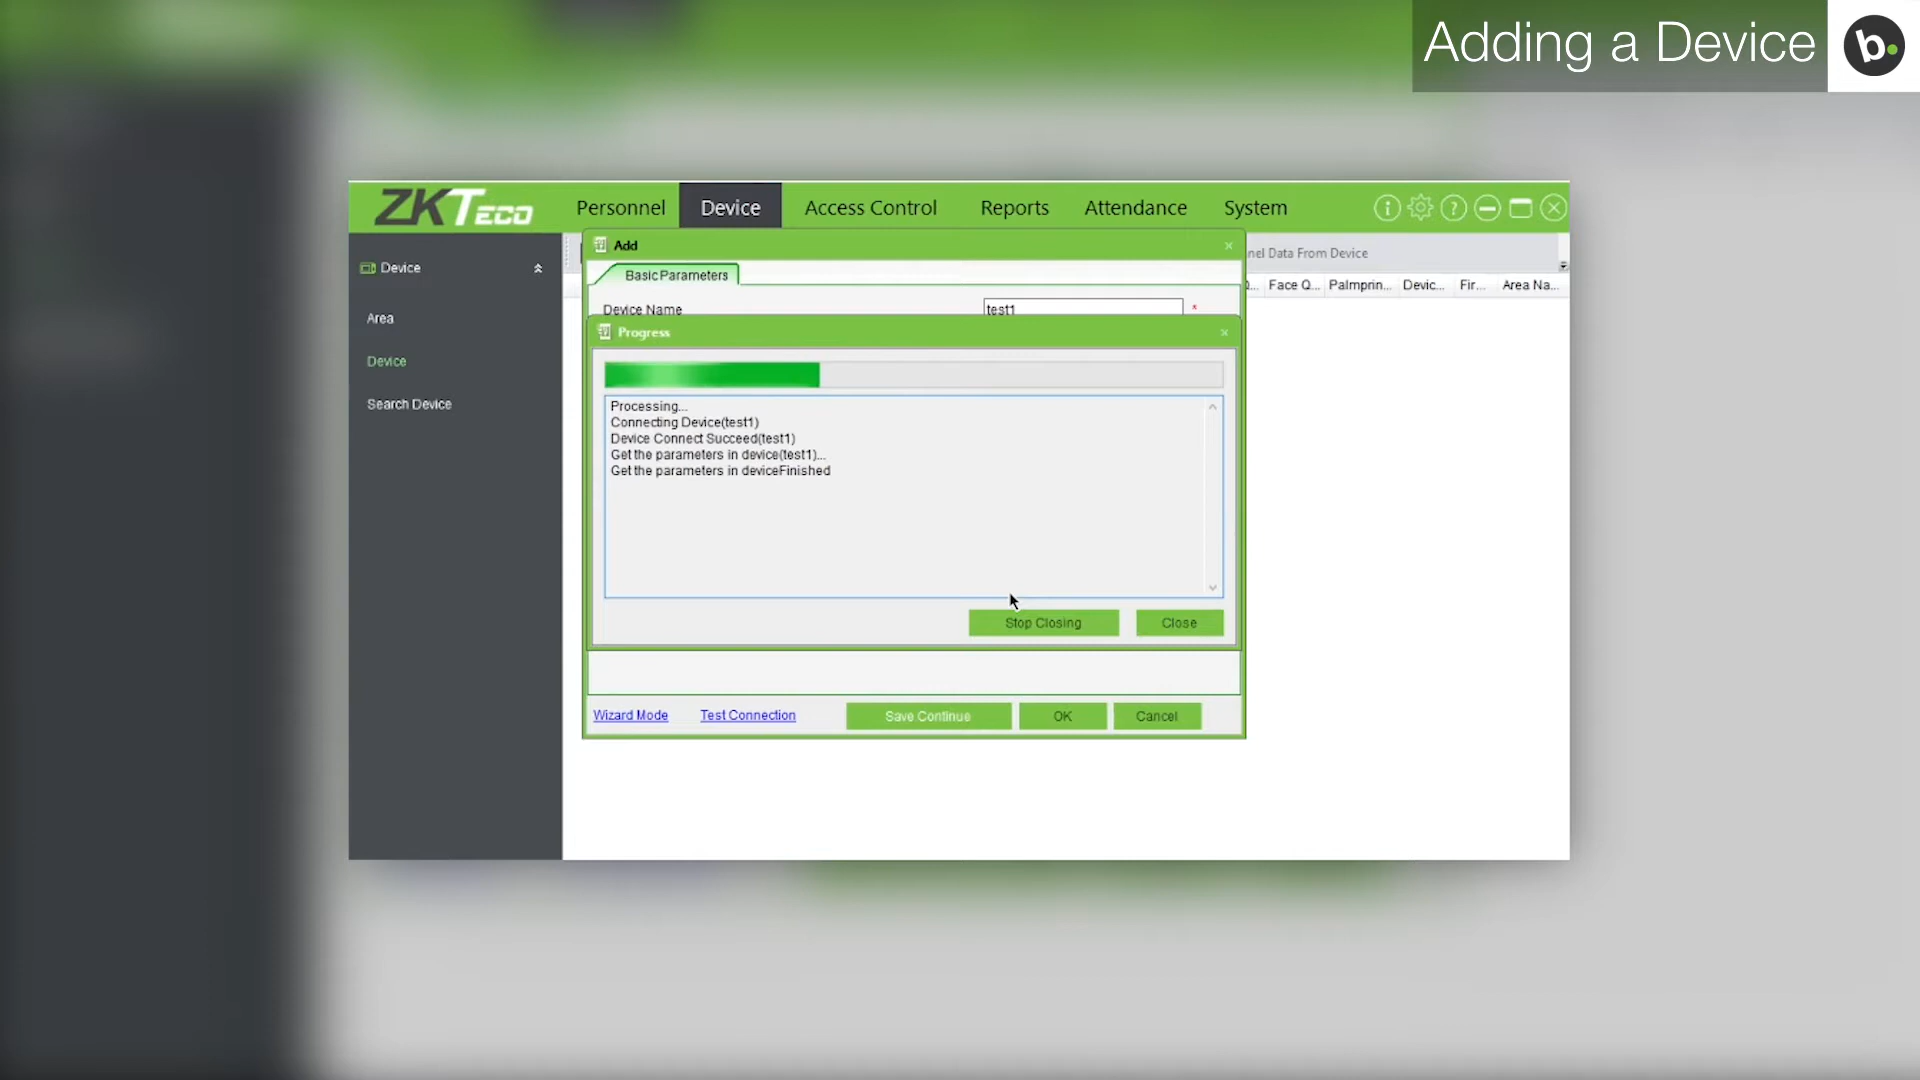 Adding a Device
b.
ZKTECO
Personnel
Device
Access Control
Reports
Attendance
System
Device
Area
Device
Search Device
Add
Basic Parameters
Device Name
test1
*
nel Data From Device
Face Q...
Palmprin...
Devic...
Fir...
Area Na...
Progress
Processing...
Connecting Device(test1)
Device Connect Succeed(test1)
Get the parameters in device(test1)...
Get the parameters in deviceFinished
Stop Closing
Close
Wizard Mode
Test Connection
Save Continue
OK
Cancel